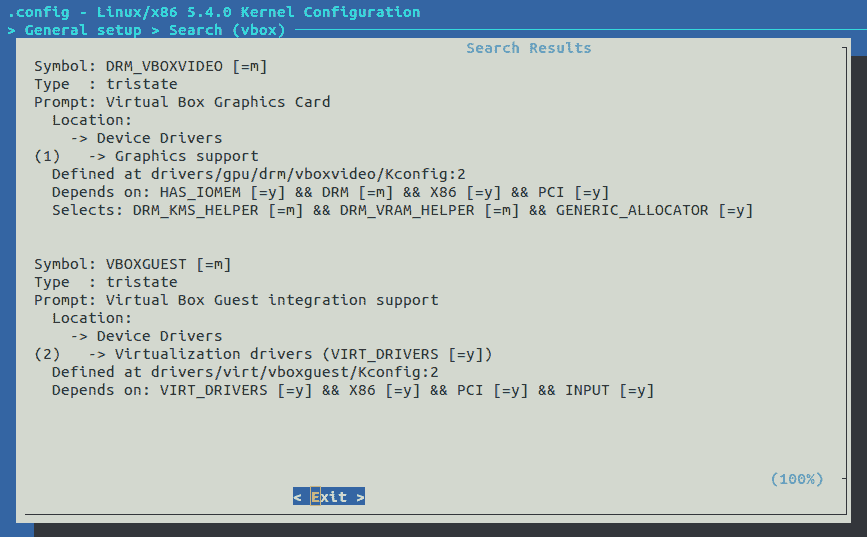 .config - Linux/x86 5.4.0 Kernel Configuration
> General setup > Search (vbox)
Search Results
Symbol: DRM_VBOXVIDEO [=m]
Type  : tristate
Prompt: Virtual Box Graphics Card
  Location:
    -> Device Drivers
(1)   -> Graphics support
  Defined at drivers/gpu/drm/vboxvideo/Kconfig:2
  Depends on: HAS_IOMEM [=y] && DRM [=m] && X86 [=y] && PCI [=y]
  Selects: DRM_KMS_HELPER [=m] && DRM_VRAM_HELPER [=m] && GENERIC_ALLOCATOR [=y]
Symbol: VBOXGUEST [=m]
Type  : tristate
Prompt: Virtual Box Guest integration support
  Location:
    -> Device Drivers
(2)   -> Virtualization drivers (VIRT_DRIVERS [=y])
  Defined at drivers/virt/vboxguest/Kconfig:2
  Depends on: VIRT_DRIVERS [=y] && X86 [=y] && PCI [=y] && INPUT [=y]
(100%)
< Exit >